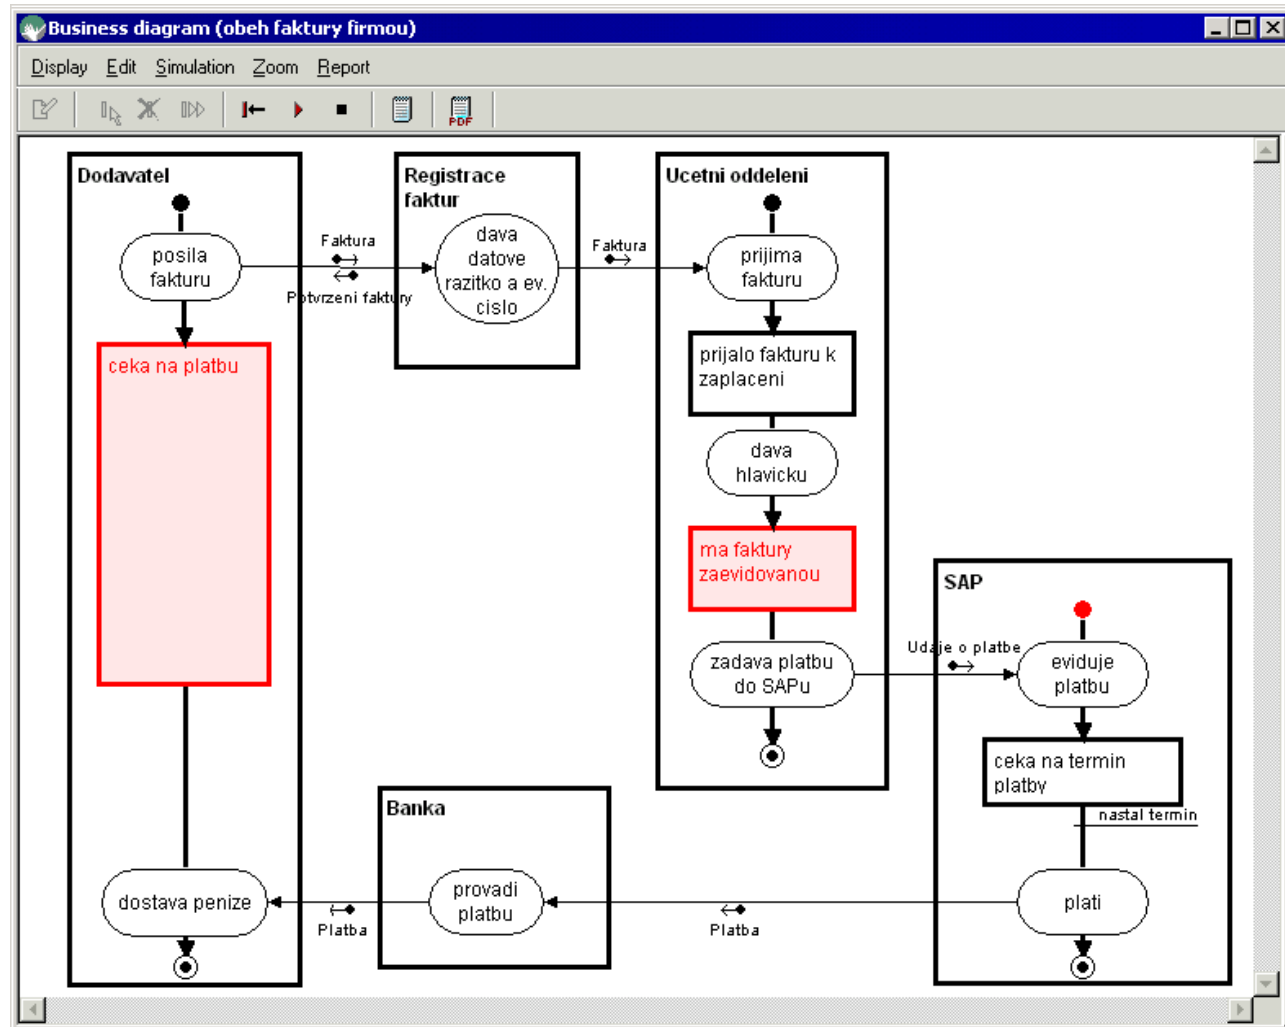 Business diagram (obeh faktury firmou)
Display Edit Simulation Zoom Report
PDF
Dodavatel
posila
fakturu
ceka na platbu
dostava penize
Faktura
Potvrzeni faktury
Registrace
faktur
dava
datove
razitko a ev.
cislo
Faktura
Ucetni oddeleni
prijima
fakturu
prijalo fakturu k
zaplaceni
dava
hlavicku
ma faktury
zaevidovanou
zadava platbu
do SAPu
Udaje o platbe
SAP
eviduje
platbu
ceka na termin
platby
nastal termin
plati
Platba
Banka
provadi
platbu
Platba